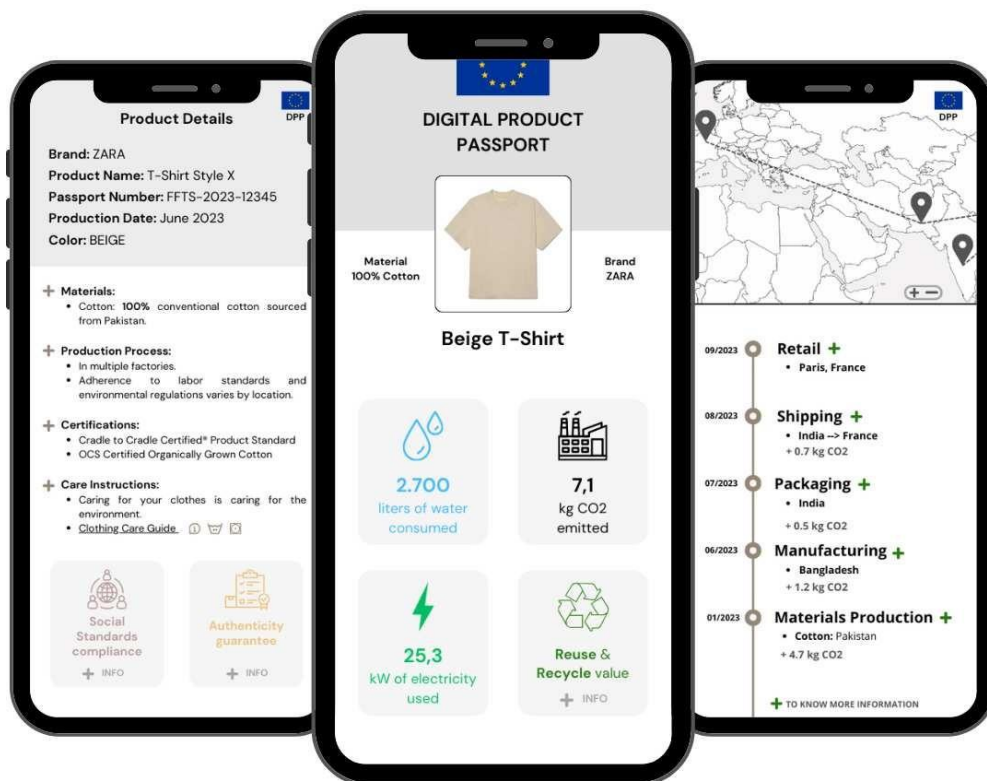 Product Details
DPP
Brand: ZARA
Product Name: T-Shirt Style X
Passport Number: FFTS-2023-12345
Production Date: June 2023
Color: BEIGE
Materials:
Cotton: 100% conventional cotton sourced
from Pakistan.
Production Process:
In multiple factories.
Adherence to labor standards and
environmental regulations varies by location.
Certifications:
Cradle to Cradle Certified® Product Standard
OCS Certified Organically Grown Cotton
Care Instructions:
Caring for your clothes is caring for the
environment.
Clothing Care Guide
Social
Standards
compliance
+ INFO
Authenticity
guarantee
+ INFO
DIGITAL PRODUCT
PASSPORT
Material
100% Cotton
Brand
ZARA
Beige T-Shirt
2.700
liters of water
consumed
7,1
kg CO2
emitted
25,3
kW of electricity
used
Reuse &
Recycle value
+ INFO
DPP
09/2023
Retail +
Paris, France
08/2023
Shipping +
India --> France
+ 0.7 kg CO2
07/2023
Packaging +
India
+ 0.5 kg CO2
06/2023
Manufacturing +
Bangladesh
+ 1.2 kg CO2
01/2023
Materials Production +
Cotton: Pakistan
+ 4.7 kg CO2
+ TO KNOW MORE INFORMATION